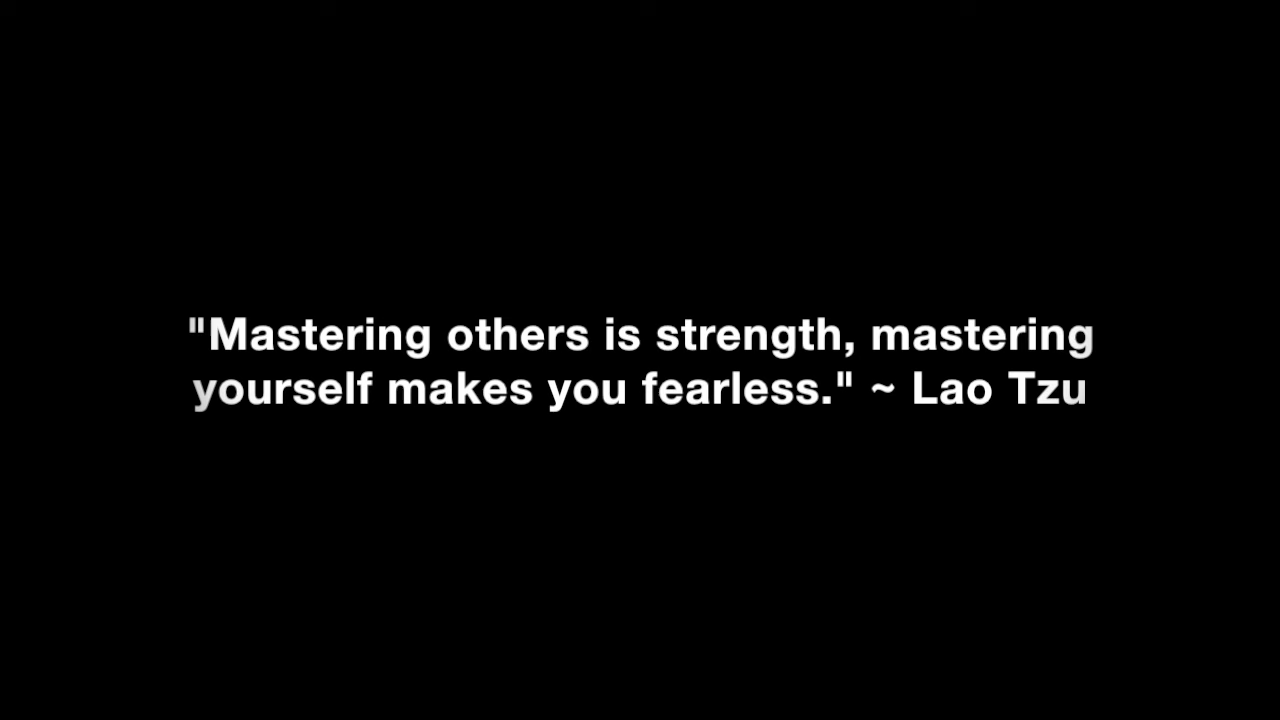 "Mastering others is strength, mastering
yourself makes you fearless." ~ Lao Tzu